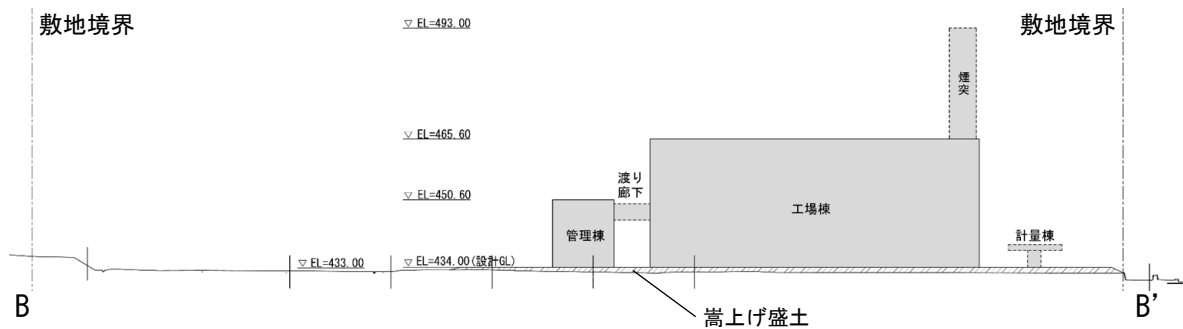 敷地境界
▽ EL=493.00
敷地境界
煙突
▽ EL=465.60
渡り
廊下
▽ EL=450.60
工場棟
管理棟
計量棟
▽ EL=433.00
▽ EL=434.00(設計GL)
B
B’
嵩上げ盛土